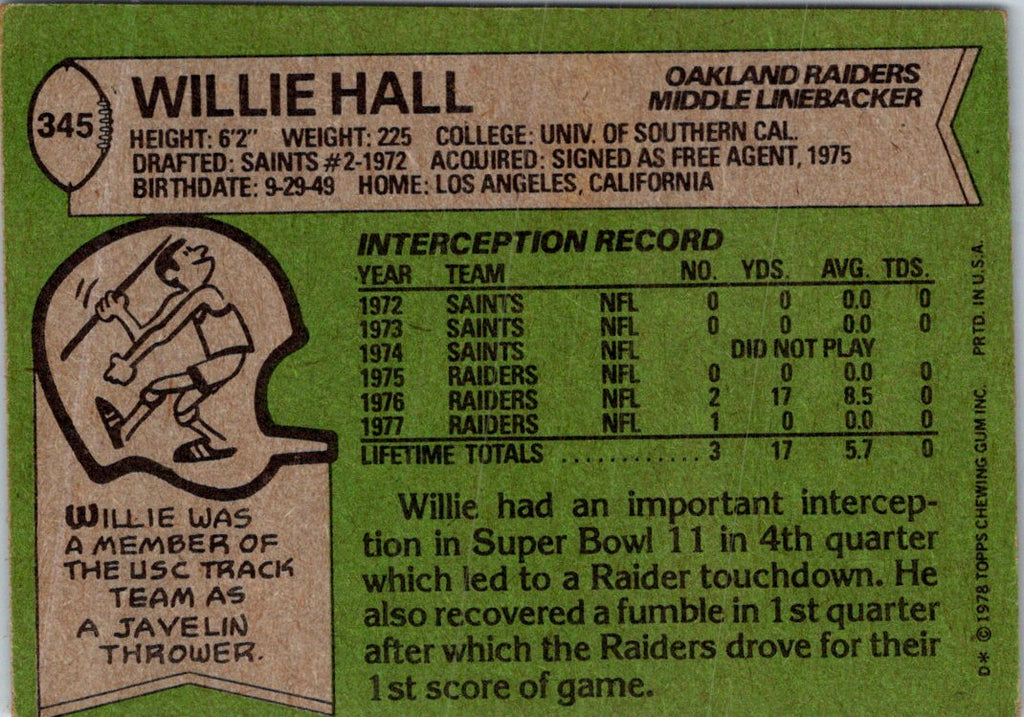 345
WILLIE HALL
OAKLAND RAIDERS
MIDDLE LINEBACKER
HEIGHT: 6'2" WEIGHT: 225 COLLEGE: UNIV. OF SOUTHERN CAL.
DRAFTED: SAINTS #2-1972 ACQUIRED: SIGNED AS FREE AGENT, 1975
BIRTHDATE: 9-29-49 HOME: LOS ANGELES, CALIFORNIA
INTERCEPTION RECORD
YEAR TEAM NO. YDS. AVG. TDS.
1972 SAINTS NFL 0 0 0.0 0
1973 SAINTS NFL 0 0 0.0 0
1974 SAINTS NFL DID NOT PLAY
1975 RAIDERS NFL 0 0 0.0 0
1976 RAIDERS NFL 2 17 8.5 0
1977 RAIDERS NFL 1 0 0.0 0
LIFETIME TOTALS ............ 3 17 5.7 0
WILLIE WAS
A MEMBER OF
THE USC TRACK
TEAM AS
A JAVELIN
THROWER.
Willie had an important intercep-
tion in Super Bowl 11 in 4th quarter
which led to a Raider touchdown. He
also recovered a fumble in 1st quarter
after which the Raiders drove for their
1st score of game.
D* © 1978 TOPPS CHEWING GUM INC. PRTD. IN U.S.A.